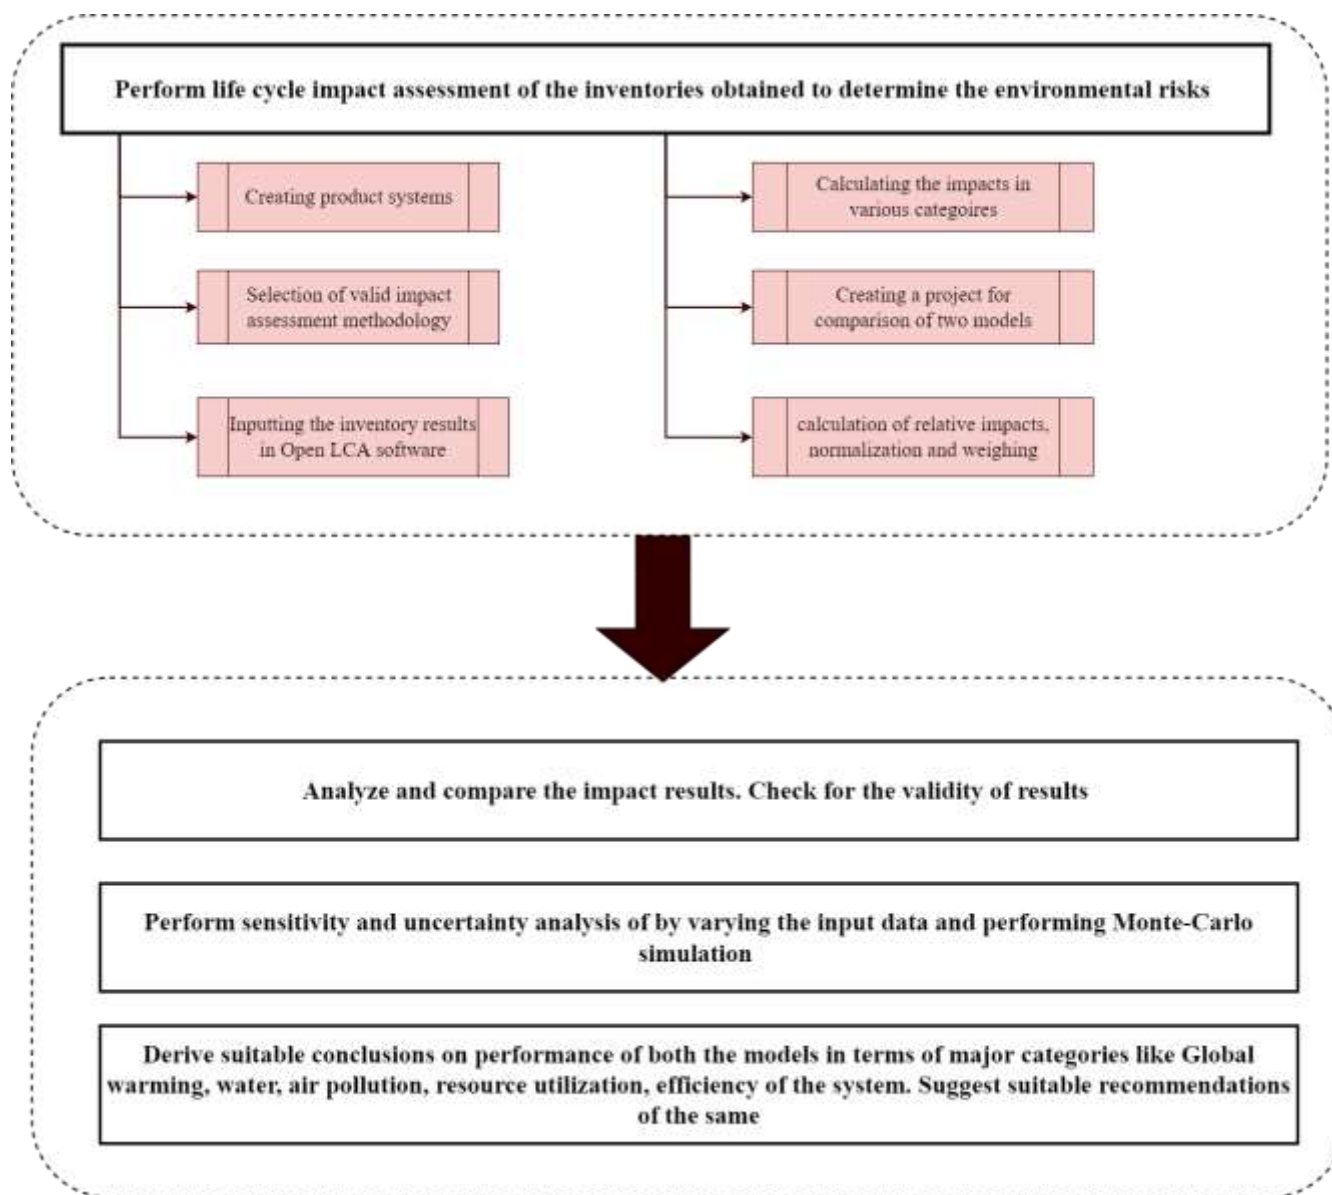 Perform life cycle impact assessment of the inventories obtained to determine the environmental risks
Creating product systems
Selection of valid impact
assessment methodology
Inputting the inventory results
in Open LCA software
Calculating the impacts in
various categoires
Creating a project for
comparison of two models
calculation of relative impacts,
normalization and weighing
Analyze and compare the impact results. Check for the validity of results
Perform sensitivity and uncertainty analysis of by varying the input data and performing Monte-Carlo
simulation
Derive suitable conclusions on performance of both the models in terms of major categories like Global
warming, water, air pollution, resource utilization, efficiency of the system. Suggest suitable recommendations
of the same